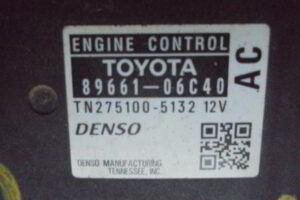 ENGINE CONTROL
TOYOTA
89661-06C40
AC
TN275100-5132 12V
DENSO
DENSO MANUFACTURING
TENNESSEE, INC.